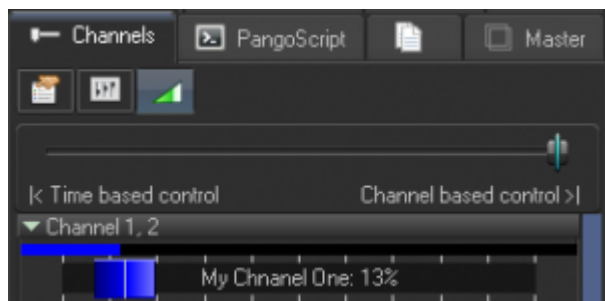 Channels PangoScript Master
|< Time based control Channel based control >|
Channel 1, 2
My Chnanel One: 13%